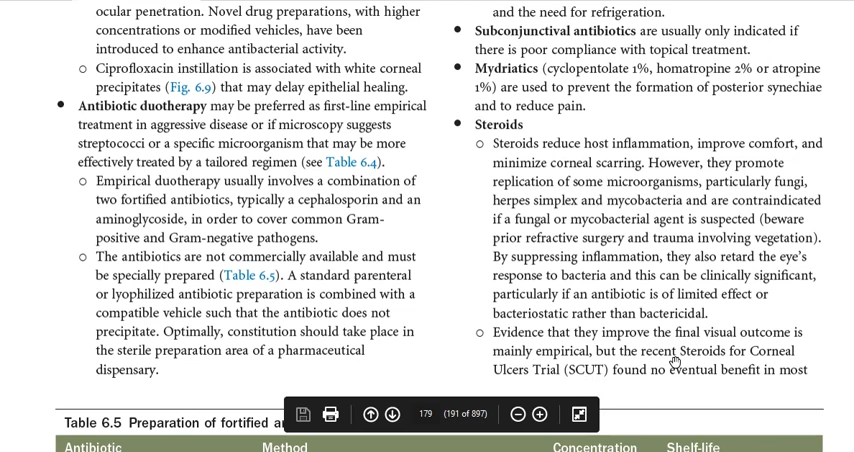 ocular penetration. Novel drug preparations, with higher
concentrations or modified vehicles, have been
introduced to enhance antibacterial activity.
○ Ciprofloxacin instillation is associated with white corneal
precipitates (Fig. 6.9) that may delay epithelial healing.
• Antibiotic duotherapy may be preferred as first-line empirical
treatment in aggressive disease or if microscopy suggests
streptococci or a specific microorganism that may be more
effectively treated by a tailored regimen (see Table 6.4).
○ Empirical duotherapy usually involves a combination of
two fortified antibiotics, typically a cephalosporin and an
aminoglycoside, in order to cover common Gram-
positive and Gram-negative pathogens.
○ The antibiotics are not commercially available and must
be specially prepared (Table 6.5). A standard parenteral
or lyophilized antibiotic preparation is combined with a
compatible vehicle such that the antibiotic does not
precipitate. Optimally, constitution should take place in
the sterile preparation area of a pharmaceutical
dispensary.
and the need for refrigeration.
• Subconjunctival antibiotics are usually only indicated if
there is poor compliance with topical treatment.
• Mydriatics (cyclopentolate 1%, homatropine 2% or atropine
1%) are used to prevent the formation of posterior synechiae
and to reduce pain.
• Steroids
○ Steroids reduce host inflammation, improve comfort, and
minimize corneal scarring. However, they promote
replication of some microorganisms, particularly fungi,
herpes simplex and mycobacteria and are contraindicated
if a fungal or mycobacterial agent is suspected (beware
prior refractive surgery and trauma involving vegetation).
By suppressing inflammation, they also retard the eye's
response to bacteria and this can be clinically significant,
particularly if an antibiotic is of limited effect or
bacteriostatic rather than bactericidal.
○ Evidence that they improve the final visual outcome is
mainly empirical, but the recent Steroids for Corneal
Ulcers Trial (SCUT) found no eventual benefit in most
Table 6.5 Preparation of fortified
179 (191 of 897)
Antibiotic Method Concentration Shelf-life